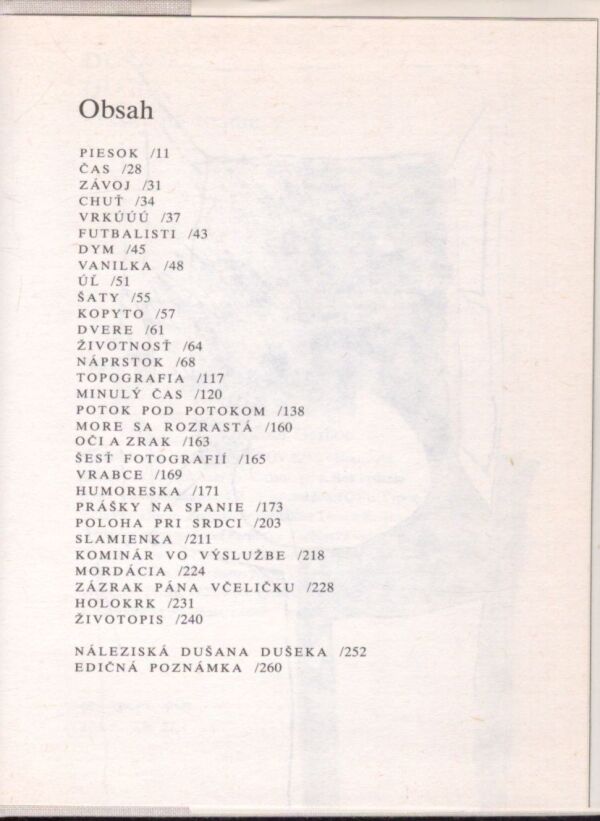 Obsah
PIESOK /11
ČAS /28
ZÁVOJ /31
CHUŤ /34
VRKÚÚÚ /37
FUTBALISTI /43
DYM /45
VANILKA /48
ÚĽ /51
ŠATY /55
KOPYTO /57
DVERE /61
ŽIVOTNOSŤ /64
NÁPRSTOK /68
TOPOGRAFIA /117
MINULÝ ČAS /120
POTOK POD POTOKOM /138
MORE SA ROZRASTÁ /160
OČI A ZRAK /163
ŠESŤ FOTOGRAFIÍ /165
VRABCE /169
HUMORESKA /171
PRÁŠKY NA SPANIE /173
POLOHA PRI SRDCI /203
SLAMIENKA /211
KOMINÁR VO VÝSLUŽBE /218
MORDÁCIA /224
ZÁZRAK PÁNA VČELIČKU /228
HOLOKRK /231
ŽIVOTOPIS /240
NÁLEZISKÁ DUŠANA DUŠEKA /252
EDIČNÁ POZNÁMKA /260